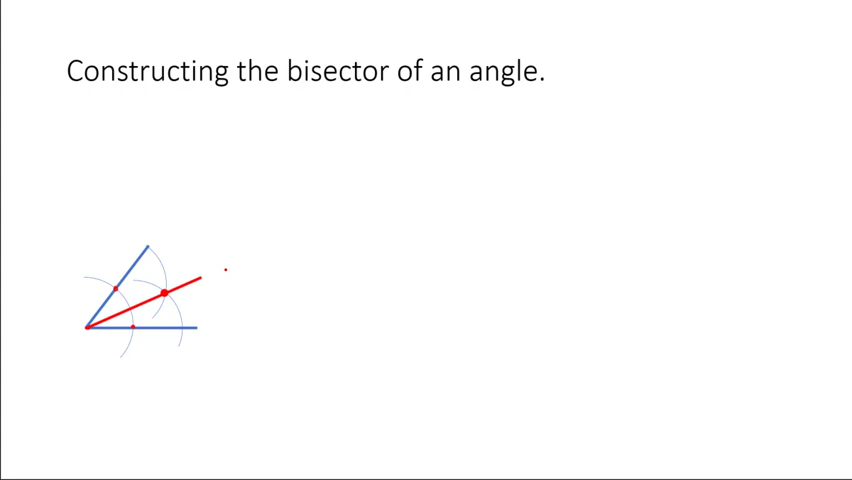 Constructing the bisector of an angle.